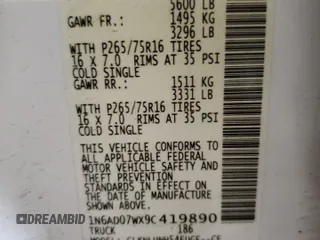 5600 LB
GAWR FR.: 1495 KG
3296 LB
WITH P265/75R16 TIRES
16 X 7.0 RIMS AT 35 PSI
COLD SINGLE
GAWR RR.: 1511 KG
3331 LB
WITH P265/75R16 TIRES
16 X 7.0 RIMS AT 35 PSI
COLD SINGLE
THIS VEHICLE CONFORMS TO
ALL APPLICABLE FEDERAL
MOTOR VEHICLE SAFETY
STANDARDS IN EFFECT ON
THE DATE OF MANUFACTURE
SHOWN ABOVE.
1N6AD07WX9C419890
TRUCK 186
DREAMBID